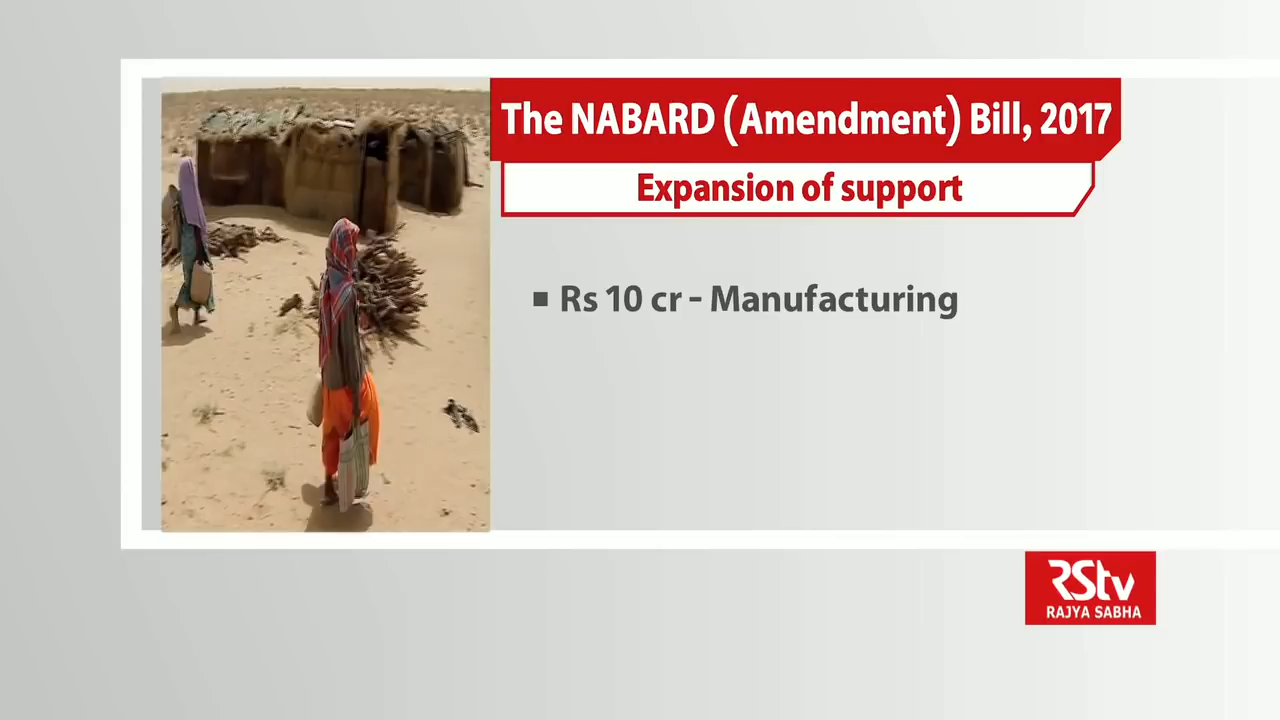 The NABARD (Amendment) Bill, 2017
Expansion of support
▪ Rs 10 cr - Manufacturing
RStv
RAJYA SABHA